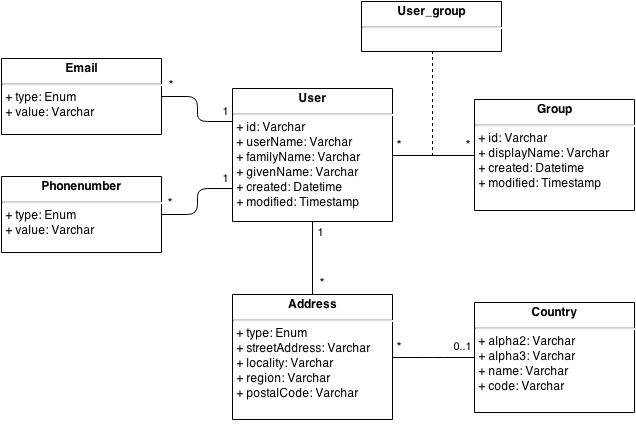 User_group
Email
+ type: Enum
+ value: Varchar
*
1
User
+ id: Varchar
+ userName: Varchar
+ familyName: Varchar
+ givenName: Varchar
+ created: Datetime
+ modified: Timestamp
*
*
Group
+ id: Varchar
+ displayName: Varchar
+ created: Datetime
+ modified: Timestamp
Phonenumber
+ type: Enum
+ value: Varchar
*
1
1
*
Address
+ type: Enum
+ streetAddress: Varchar
+ locality: Varchar
+ region: Varchar
+ postalCode: Varchar
*
0..1
Country
+ alpha2: Varchar
+ alpha3: Varchar
+ name: Varchar
+ code: Varchar